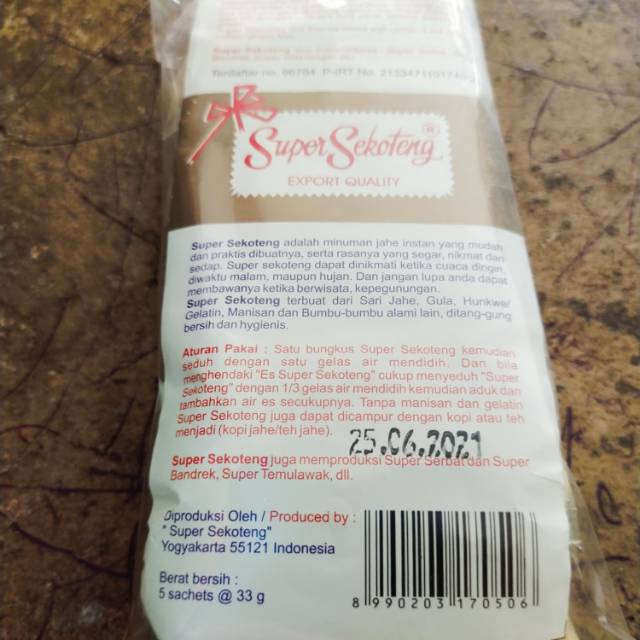 Terdaftar no. 90784 P-IRT No.
Super Sekoteng ®
EXPORT QUALITY
Super Sekoteng adalah minuman jahe instan yang mudah
dan praktis dibuatnya, serta rasanya yang segar, nikmat dan
sedap. Super sekoteng dapat dinikmati ketika cuaca dingin,
diwaktu malam, maupun hujan. Dan jangan lupa anda dapat
membawanya ketika berwisata, kepegunungan.
Super Sekoteng terbuat dari Sari Jahe, Gula, Hunkwe/
Gelatin, Manisan dan Bumbu-bumbu alami lain, ditang-gung
bersih dan hygienis.
Aturan Pakai : Satu bungkus Super Sekoteng kemudian
seduh dengan satu gelas air mendidih. Dan bila
menghendaki "Es Super Sekoteng" cukup menyeduh "Super
Sekoteng" dengan 1/3 gelas air mendidih kemudian aduk dan
tambahkan air es secukupnya. Tanpa manisan dan gelatin
Super Sekoteng juga dapat dicampur dengan kopi atau teh
menjadi (kopi jahe/teh jahe).
25.06.2021
Super Sekoteng juga memproduksi Super Serbat dan Super
Bandrek, Super Temulawak, dll.
Diproduksi Oleh / Produced by :
" Super Sekoteng"
Yogyakarta 55121 Indonesia
Berat bersih :
5 sachets @ 33 g
8 990203 170506